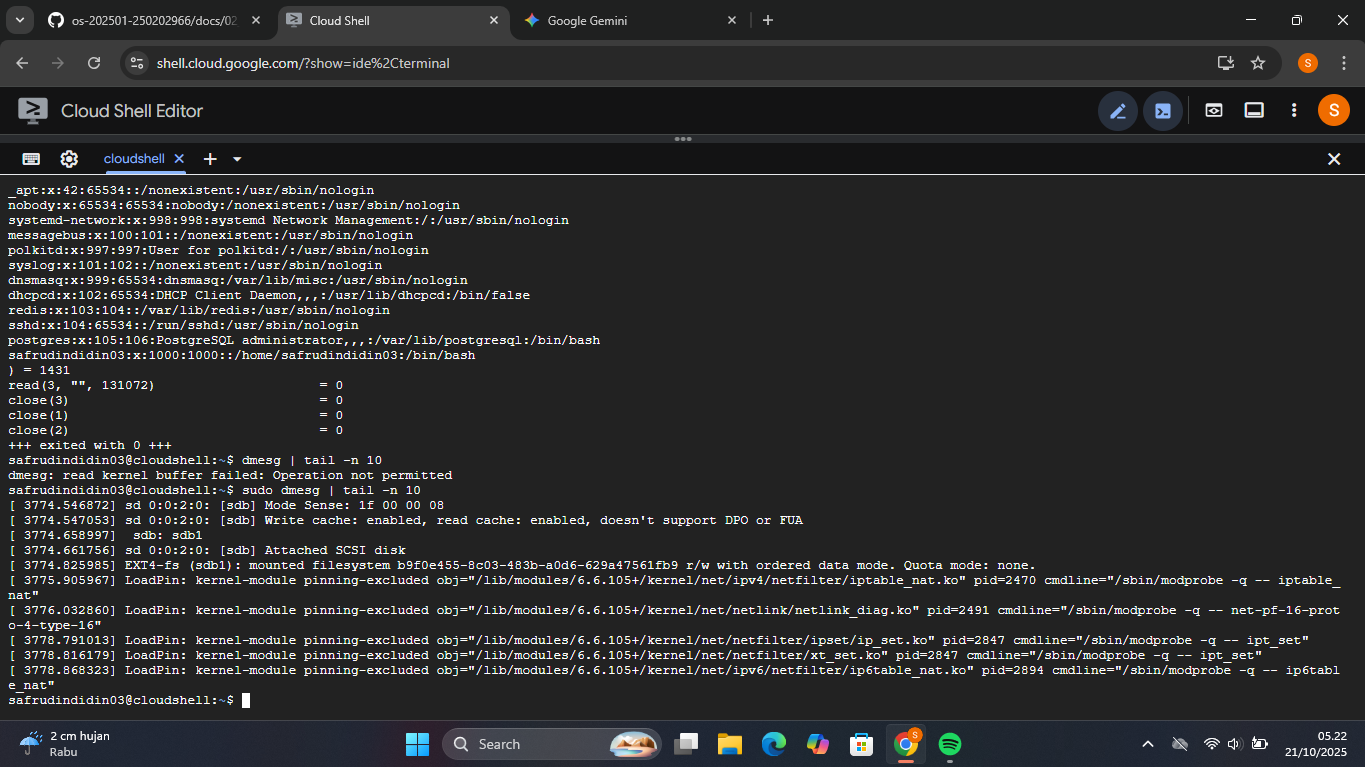 os-202501-250202966/docs/02
Cloud Shell
Google Gemini
shell.cloud.google.com/?show=ide%2Cterminal
S
Cloud Shell Editor
S
cloudshell
_apt:x:42:65534::/nonexistent:/usr/sbin/nologin
nobody:x:65534:65534:nobody:/nonexistent:/usr/sbin/nologin
systemd-network:x:998:998:systemd Network Management:/:/usr/sbin/nologin
messagebus:x:100:101::/nonexistent:/usr/sbin/nologin
polkitd:x:997:997:User for polkitd:/:/usr/sbin/nologin
syslog:x:101:102::/nonexistent:/usr/sbin/nologin
dnsmasq:x:999:65534:dnsmasq:/var/lib/misc:/usr/sbin/nologin
dhcpcd:x:102:65534:DHCP Client Daemon,,,:/usr/lib/dhcpcd:/bin/false
redis:x:103:104::/var/lib/redis:/usr/sbin/nologin
sshd:x:104:65534::/run/sshd:/usr/sbin/nologin
postgres:x:105:106:PostgreSQL administrator,,,:/var/lib/postgresql:/bin/bash
safrudindidin03:x:1000:1000::/home/safrudindidin03:/bin/bash
) = 1431
read(3, "", 131072)                     = 0
close(3)                                = 0
close(1)                                = 0
close(2)                                = 0
+++ exited with 0 +++
safrudindidin03@cloudshell:~$ dmesg | tail -n 10
dmesg: read kernel buffer failed: Operation not permitted
safrudindidin03@cloudshell:~$ sudo dmesg | tail -n 10
[ 3774.546872] sd 0:0:2:0: [sdb] Mode Sense: 1f 00 00 08
[ 3774.547053] sd 0:0:2:0: [sdb] Write cache: enabled, read cache: enabled, doesn't support DPO or FUA
[ 3774.658997]  sdb: sdb1
[ 3774.661756] sd 0:0:2:0: [sdb] Attached SCSI disk
[ 3774.825985] EXT4-fs (sdb1): mounted filesystem b9f0e455-8c03-483b-a0d6-629a47561fb9 r/w with ordered data mode. Quota mode: none.
[ 3775.905967] LoadPin: kernel-module pinning-excluded obj="/lib/modules/6.6.105+/kernel/net/ipv4/netfilter/iptable_nat.ko" pid=2470 cmdline="/sbin/modprobe -q -- iptable_
nat"
[ 3776.032860] LoadPin: kernel-module pinning-excluded obj="/lib/modules/6.6.105+/kernel/net/netlink/netlink_diag.ko" pid=2491 cmdline="/sbin/modprobe -q -- net-pf-16-prot
o-4-type-16"
[ 3778.791013] LoadPin: kernel-module pinning-excluded obj="/lib/modules/6.6.105+/kernel/net/netfilter/ipset/ip_set.ko" pid=2847 cmdline="/sbin/modprobe -q -- ipt_set"
[ 3778.816179] LoadPin: kernel-module pinning-excluded obj="/lib/modules/6.6.105+/kernel/net/netfilter/xt_set.ko" pid=2847 cmdline="/sbin/modprobe -q -- ipt_set"
[ 3778.868323] LoadPin: kernel-module pinning-excluded obj="/lib/modules/6.6.105+/kernel/net/ipv6/netfilter/ip6table_nat.ko" pid=2894 cmdline="/sbin/modprobe -q -- ip6tabl
e_nat"
safrudindidin03@cloudshell:~$
2 cm hujan
Rabu
Search
S
05.22
21/10/2025